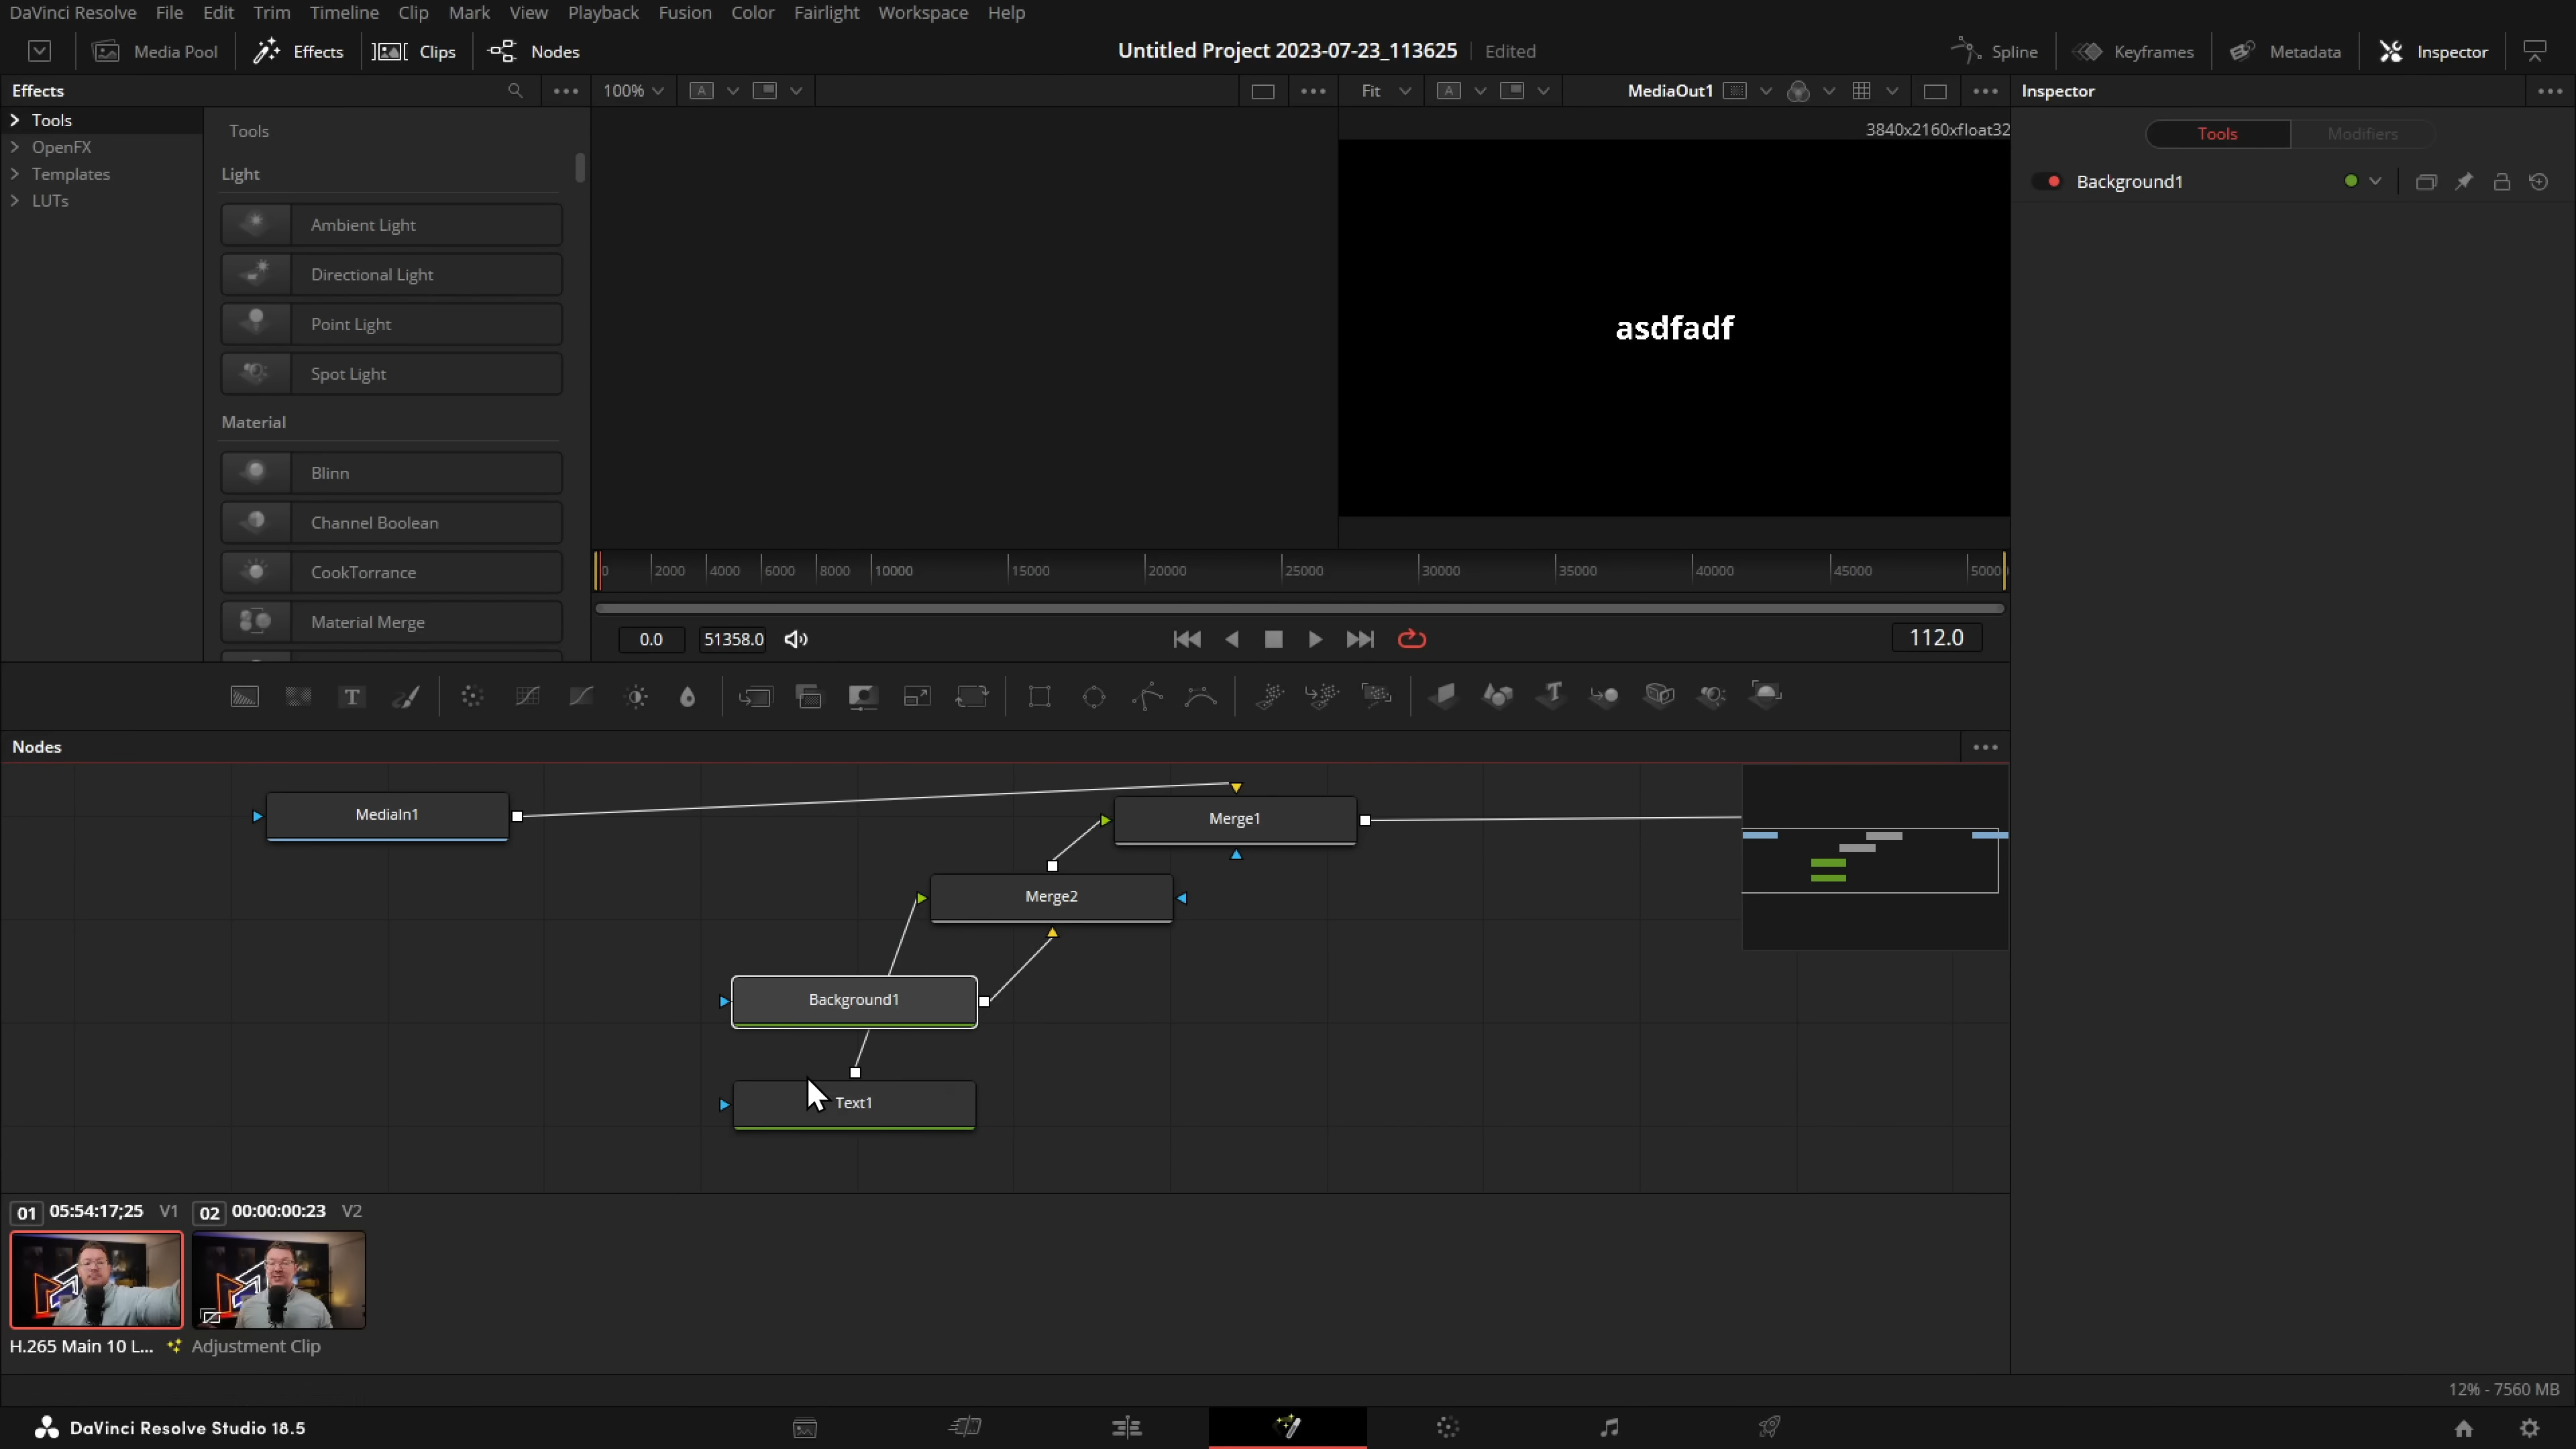 DaVinci Resolve File Edit Trim Timeline Clip Mark View Playback Fusion Color Fairlight Workspace Help
Media Pool Effects Clips Nodes Untitled Project 2023-07-23_113625 Edited Spline Keyframes Metadata Inspector
Effects 100% A Fit A MediaOut1 Inspector
Tools
OpenFX
Templates
LUTs
Tools
Light
Ambient Light
Directional Light
Point Light
Spot Light
Material
Blinn
Channel Boolean
CookTorrance
Material Merge
3840x2160xfloat32
asdfadf
Tools Modifiers
Background1
0 2000 4000 6000 8000 10000 15000 20000 25000 30000 35000 40000 45000 5000
0.0 51358.0 112.0
T T
Nodes
MediaIn1
Merge1
Merge2
Background1
Text1
01 05:54:17;25 V1 02 00:00:00:23 V2
H.265 Main 10 L... Adjustment Clip
12% - 7560 MB
DaVinci Resolve Studio 18.5